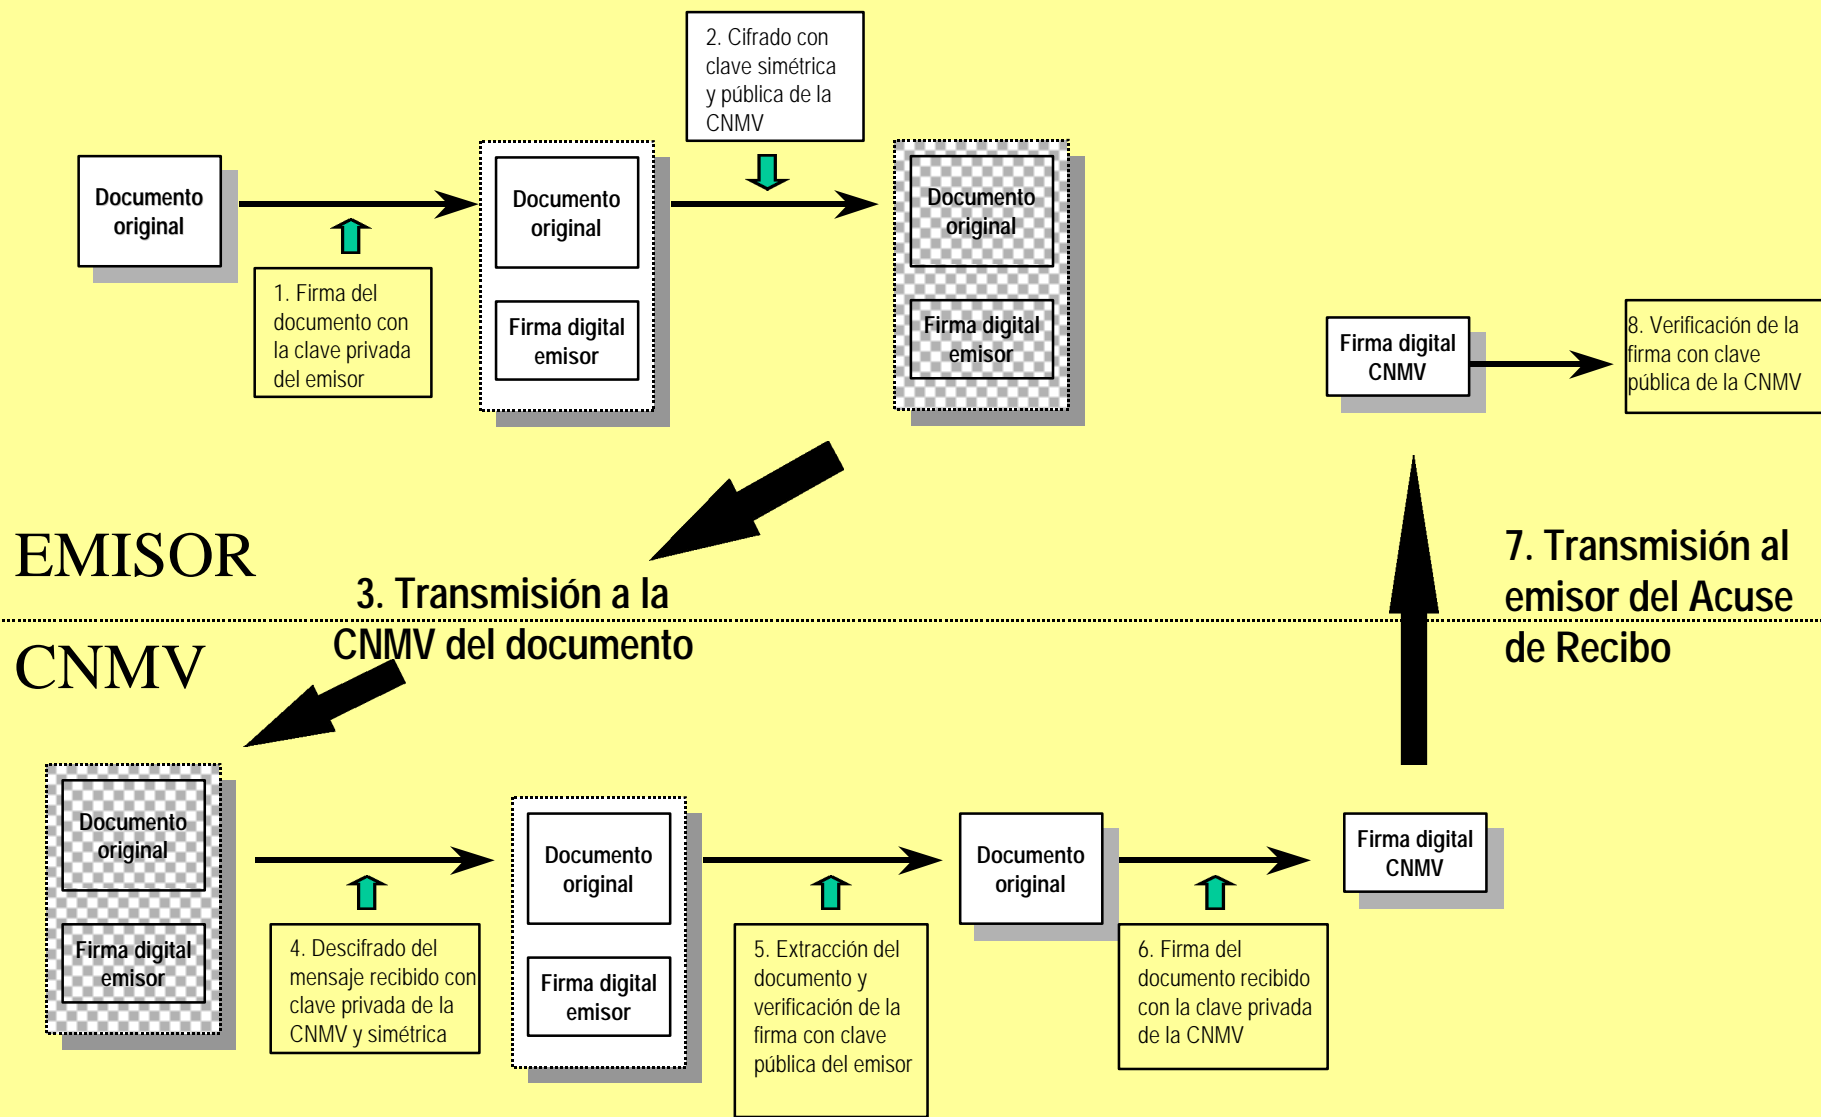 2. Cifrado con
clave simétrica
y pública de la
CNMV
Documento
original
1. Firma del
documento con
la clave privada
del emisor
Documento
original
Firma digital
emisor
Documento
original
Firma digital
emisor
Firma digital
CNMV
8. Verificación de la
firma con clave
pública de la CNMV
EMISOR
3. Transmisión a la
CNMV del documento
7. Transmisión al
emisor del Acuse
de Recibo
CNMV
Documento
original
Firma digital
emisor
4. Descifrado del
mensaje recibido con
clave privada de la
CNMV y simétrica
Documento
original
Firma digital
emisor
5. Extracción del
documento y
verificación de la
firma con clave
pública del emisor
Documento
original
6. Firma del
documento recibido
con la clave privada
de la CNMV
Firma digital
CNMV